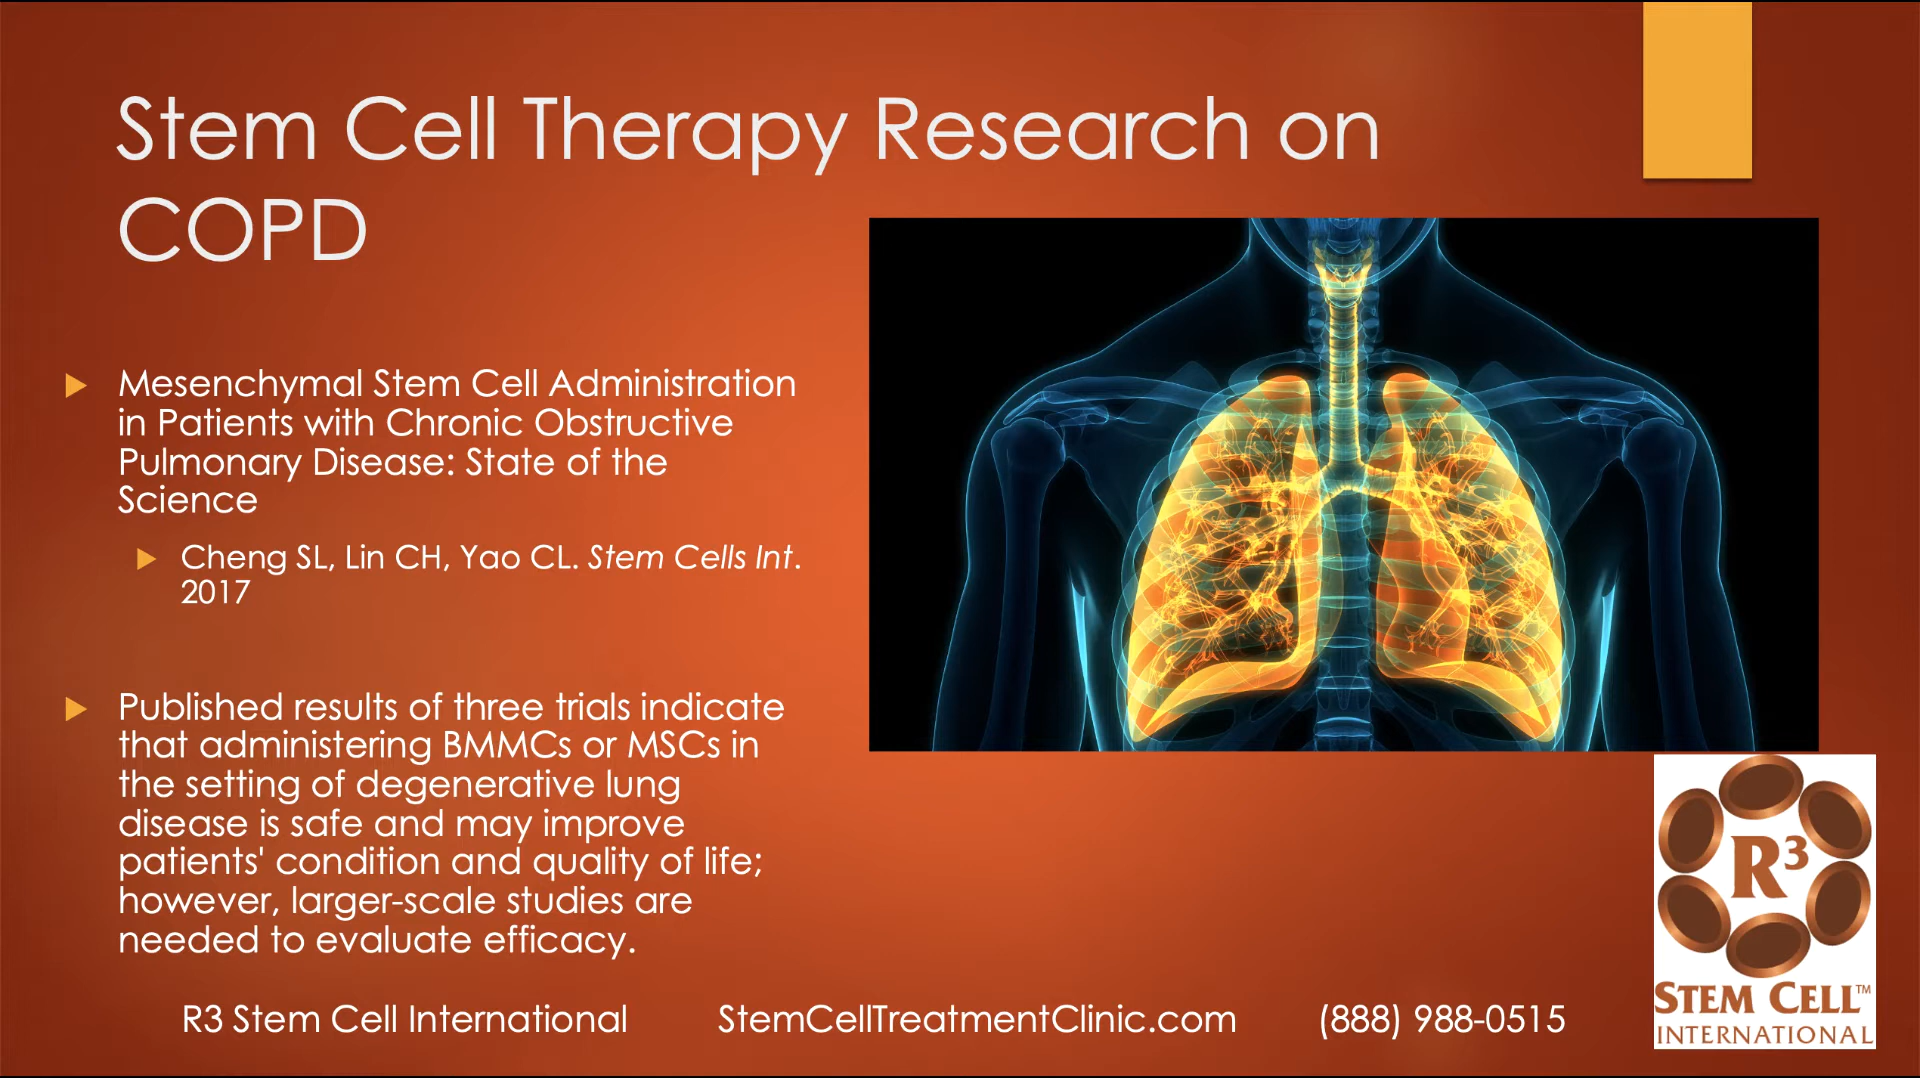 Stem Cell Therapy Research on
COPD
Mesenchymal Stem Cell Administration
in Patients with Chronic Obstructive
Pulmonary Disease: State of the
Science
Cheng SL, Lin CH, Yao CL. Stem Cells Int.
2017
Published results of three trials indicate
that administering BMMCs or MSCs in
the setting of degenerative lung
disease is safe and may improve
patients' condition and quality of life;
however, larger-scale studies are
needed to evaluate efficacy.
R3 Stem Cell International StemCellTreatmentClinic.com (888) 988-0515
R³
STEM CELL™
INTERNATIONAL